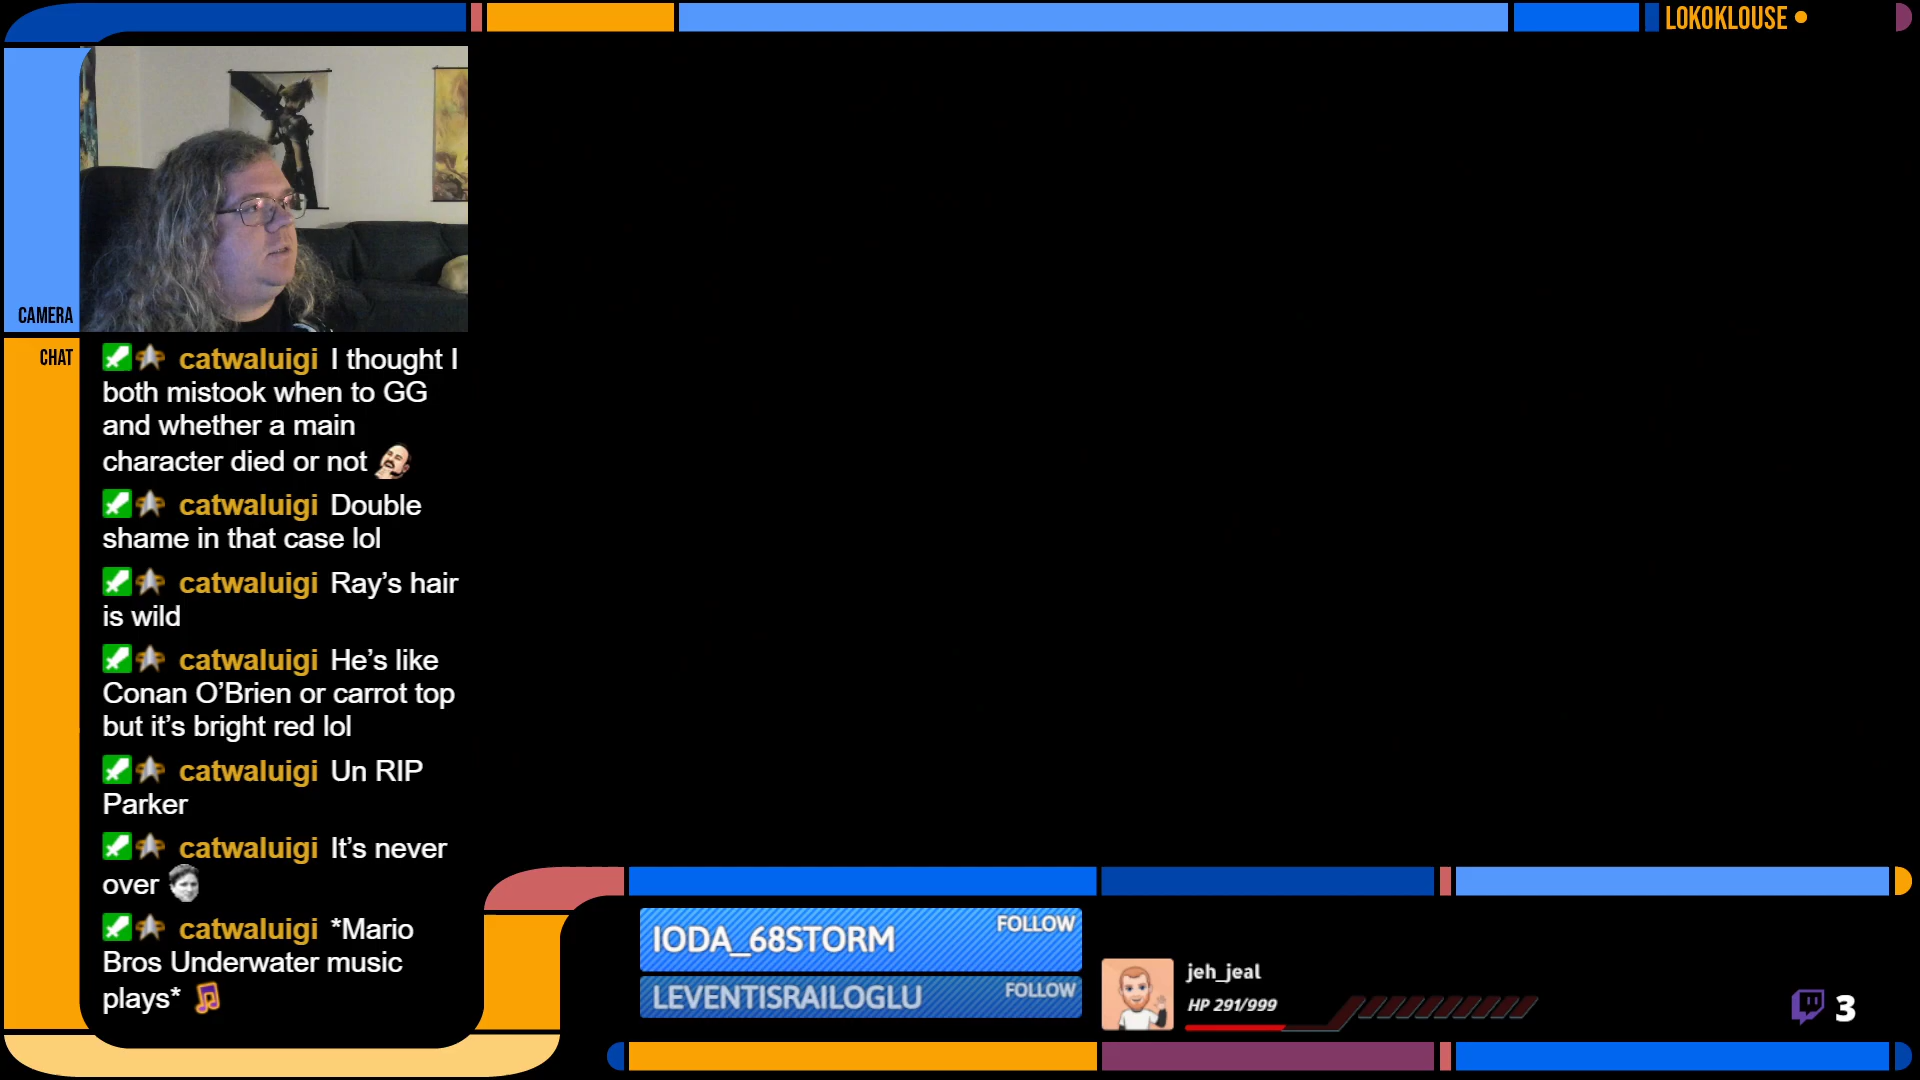 LOKOKLOUSE
CAMERA
CHAT
catwaluigi I thought I
both mistook when to GG
and whether a main
character died or not
catwaluigi Double
shame in that case lol
catwaluigi Ray’s hair
is wild
catwaluigi He’s like
Conan O’Brien or carrot top
but it’s bright red lol
catwaluigi Un RIP
Parker
catwaluigi It’s never
over
catwaluigi *Mario
Bros Underwater music
plays*
IODA_68STORM FOLLOW
LEVENTISRAILOGLU FOLLOW
jeh_jeal
HP 291/999
3